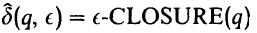 δ̂(q, ϵ) = ϵ-CLOSURE(q)